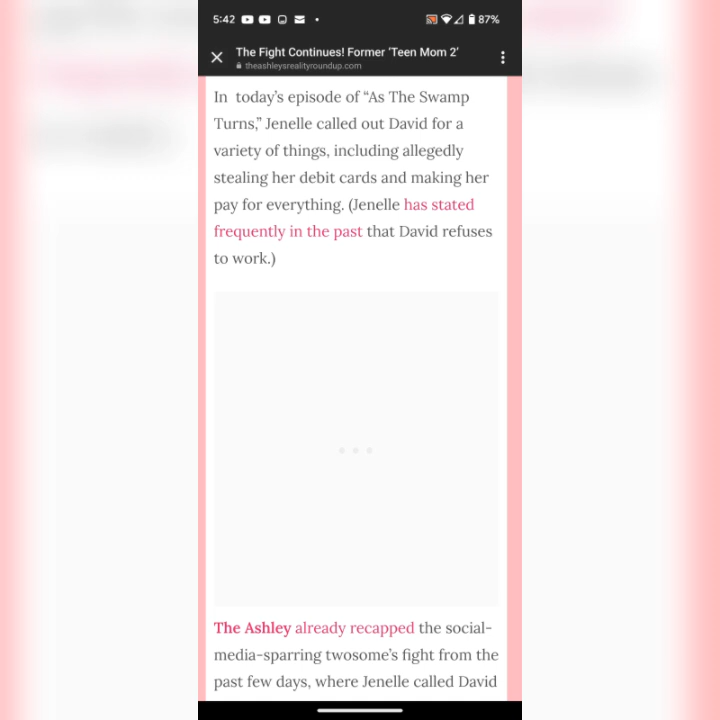 5:42
87%
The Fight Continues! Former ‘Teen Mom 2’
theashleysrealityroundup.com
In  today’s episode of “As The Swamp
Turns,” Jenelle called out David for a
variety of things, including allegedly
stealing her debit cards and making her
pay for everything. (Jenelle has stated
frequently in the past that David refuses
to work.)
The Ashley already recapped the social-
media-sparring twosome’s fight from the
past few days, where Jenelle called David